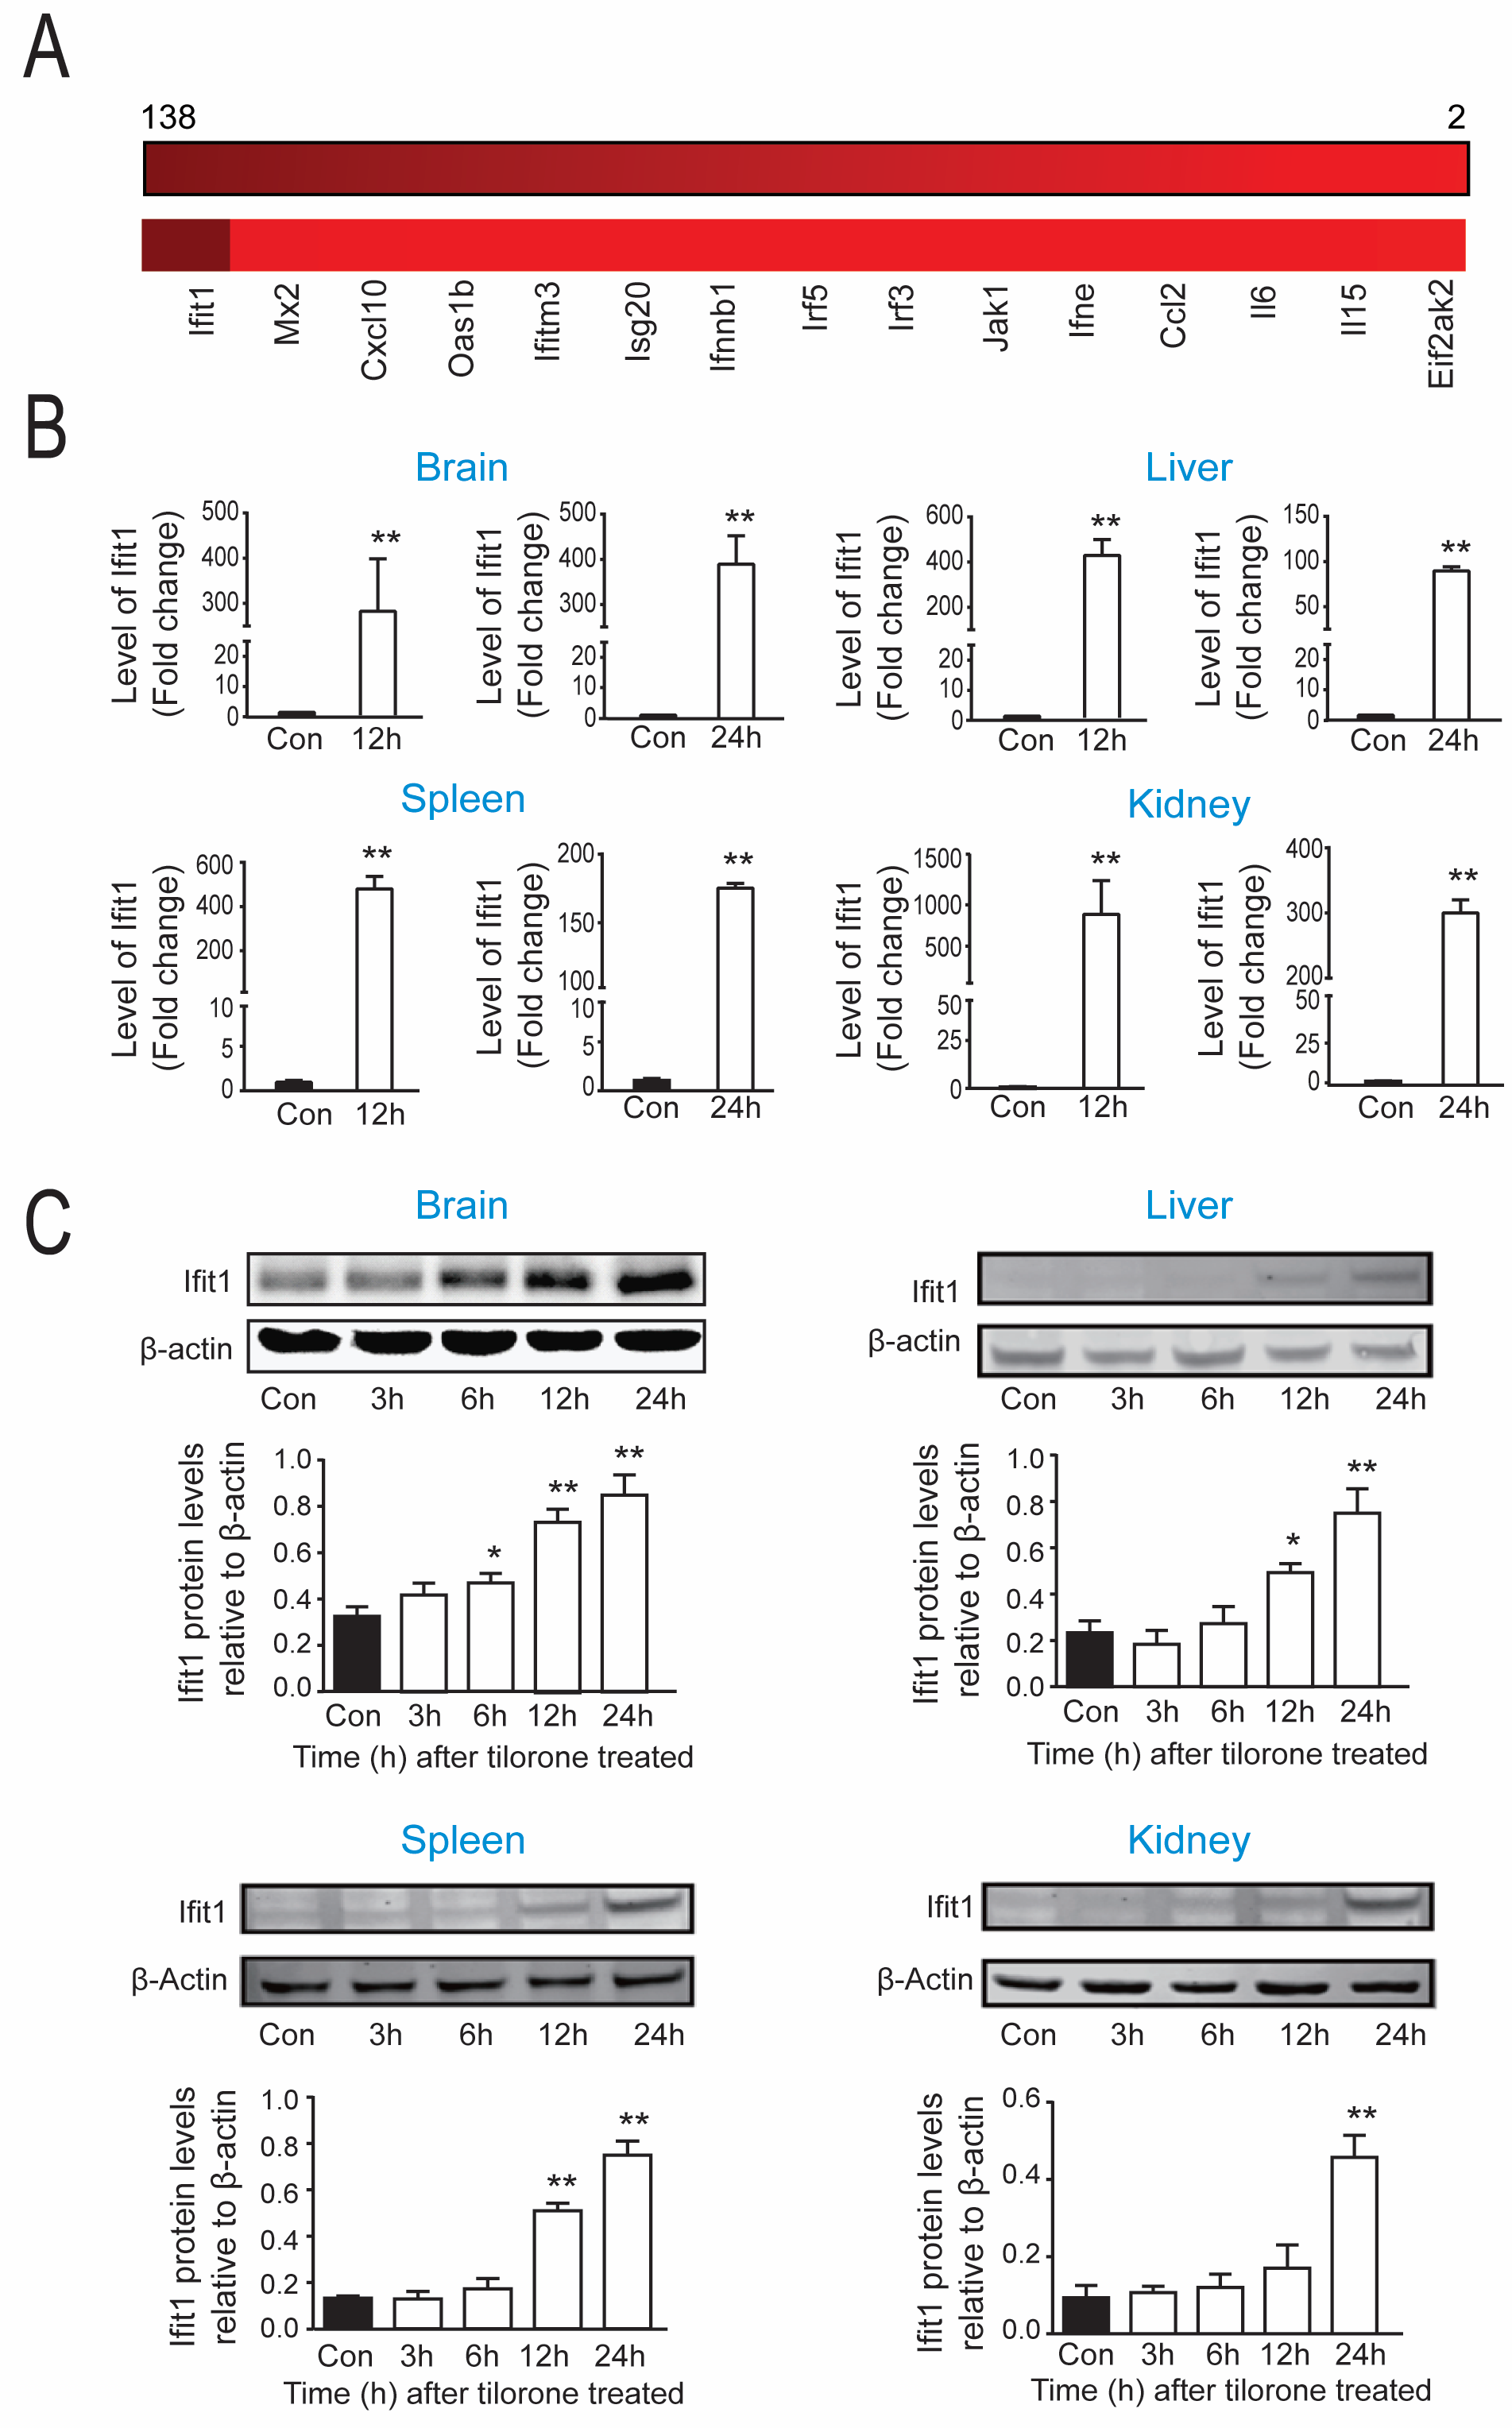 A
138 2
Ifit1 Mx2 Cxcl10 Oas1b Ifitm3 Isg20 Ifnnb1 Irf5 Irf3 Jak1 Ifne Ccl2 Il6 Il15 Eif2ak2
B
Brain
Level of Ifit1
(Fold change)
500
400
300
20
10
0
Con 12h
**
Level of Ifit1
(Fold change)
500
400
300
20
10
0
Con 24h
**
Liver
Level of Ifit1
(Fold change)
600
400
200
20
10
0
Con 12h
**
Level of Ifit1
(Fold change)
150
100
50
20
10
0
Con 24h
**
Spleen
Level of Ifit1
(Fold change)
600
400
200
10
5
0
Con 12h
**
Level of Ifit1
(Fold change)
200
150
100
10
5
0
Con 24h
**
Kidney
Level of Ifit1
(Fold change)
1500
1000
500
50
25
0
Con 12h
**
Level of Ifit1
(Fold change)
400
300
200
50
25
0
Con 24h
**
C
Brain
Ifit1
β-actin
Con 3h 6h 12h 24h
Ifit1 protein levels
relative to β-actin
1.0
0.8
0.6
0.4
0.2
0.0
* ** **
Con 3h 6h 12h 24h
Time (h) after tilorone treated
Liver
Ifit1
β-actin
Con 3h 6h 12h 24h
Ifit1 protein levels
relative to β-actin
1.0
0.8
0.6
0.4
0.2
0.0
* **
Con 3h 6h 12h 24h
Time (h) after tilorone treated
Spleen
Ifit1
β-Actin
Con 3h 6h 12h 24h
Ifit1 protein levels
relative to β-actin
1.0
0.8
0.6
0.4
0.2
0.0
** **
Con 3h 6h 12h 24h
Time (h) after tilorone treated
Kidney
Ifit1
β-Actin
Con 3h 6h 12h 24h
Ifit1 protein levels
relative to β-actin
0.6
0.4
0.2
0.0
**
Con 3h 6h 12h 24h
Time (h) after tilorone treated